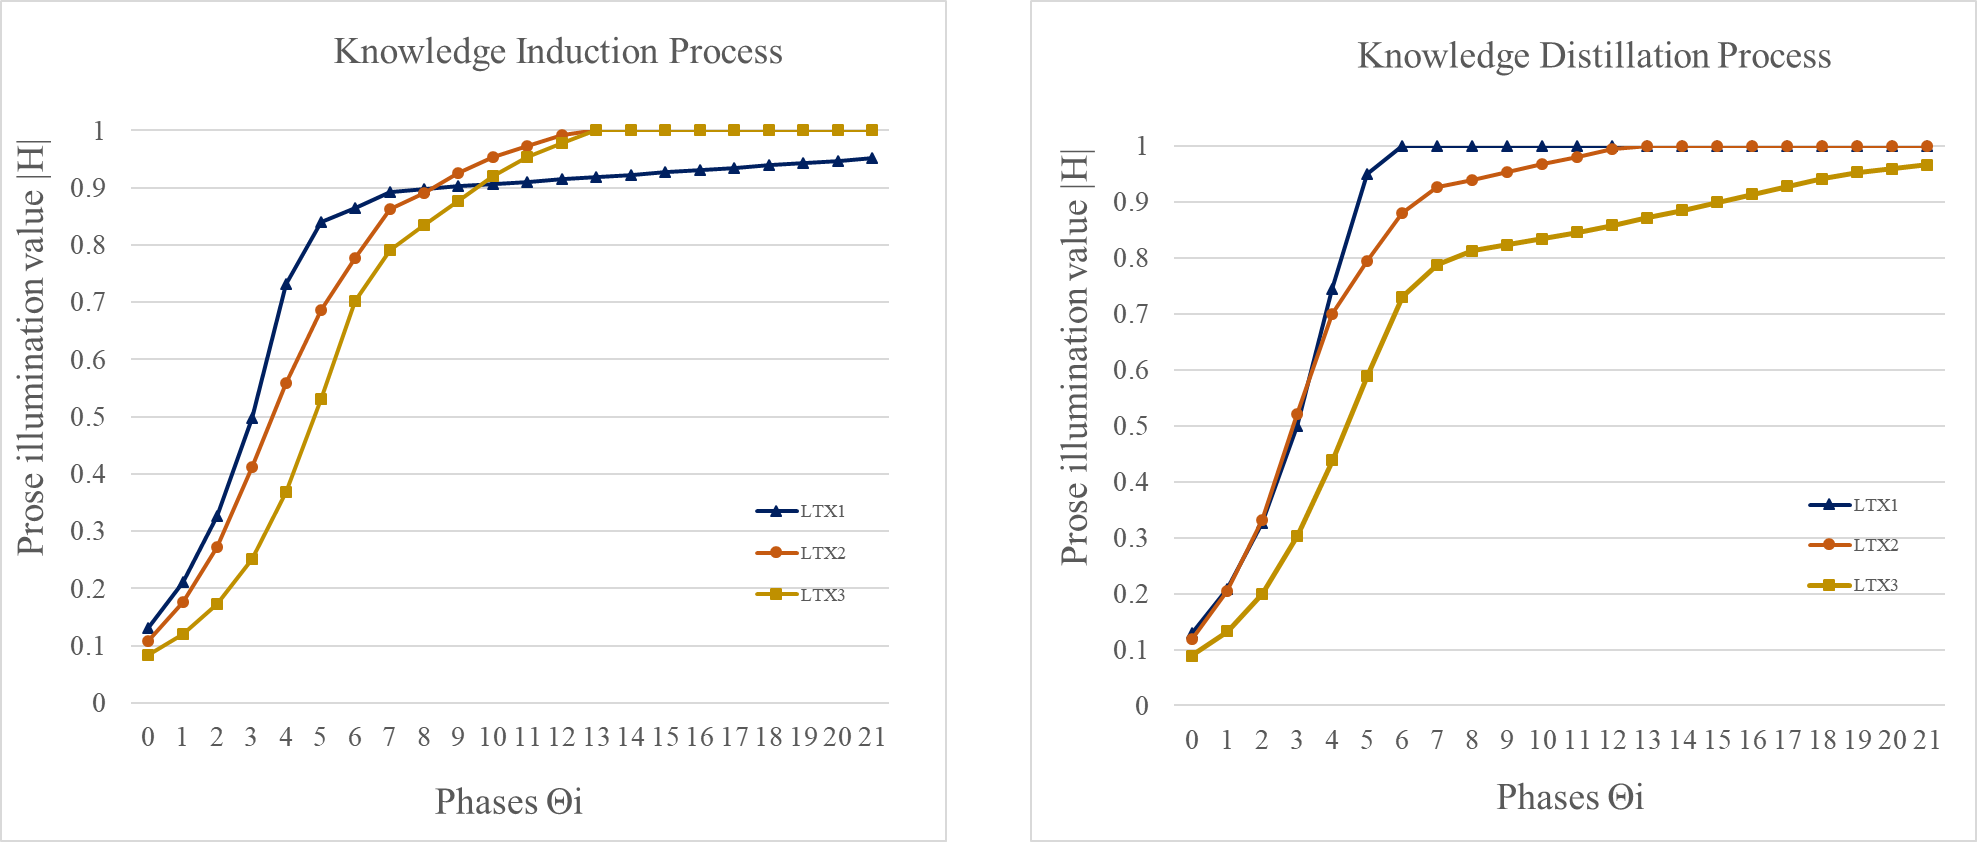 Knowledge Induction Process
Prose illumination value |H|
1
0.9
0.8
0.7
0.6
0.5
0.4
0.3
0.2
0.1
0
0 1 2 3 4 5 6 7 8 9 10 11 12 13 14 15 16 17 18 19 20 21
Phases Θi
LTX1
LTX2
LTX3
Knowledge Distillation Process
Prose illumination value |H|
1
0.9
0.8
0.7
0.6
0.5
0.4
0.3
0.2
0.1
0
0 1 2 3 4 5 6 7 8 9 10 11 12 13 14 15 16 17 18 19 20 21
Phases Θi
LTX1
LTX2
LTX3